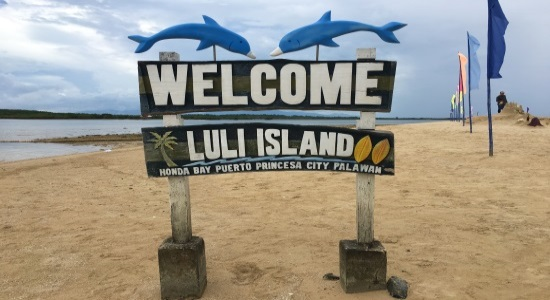 WELCOME
LULI ISLAND
HONDA BAY PUERTO PRINCESA CITY PALAWAN